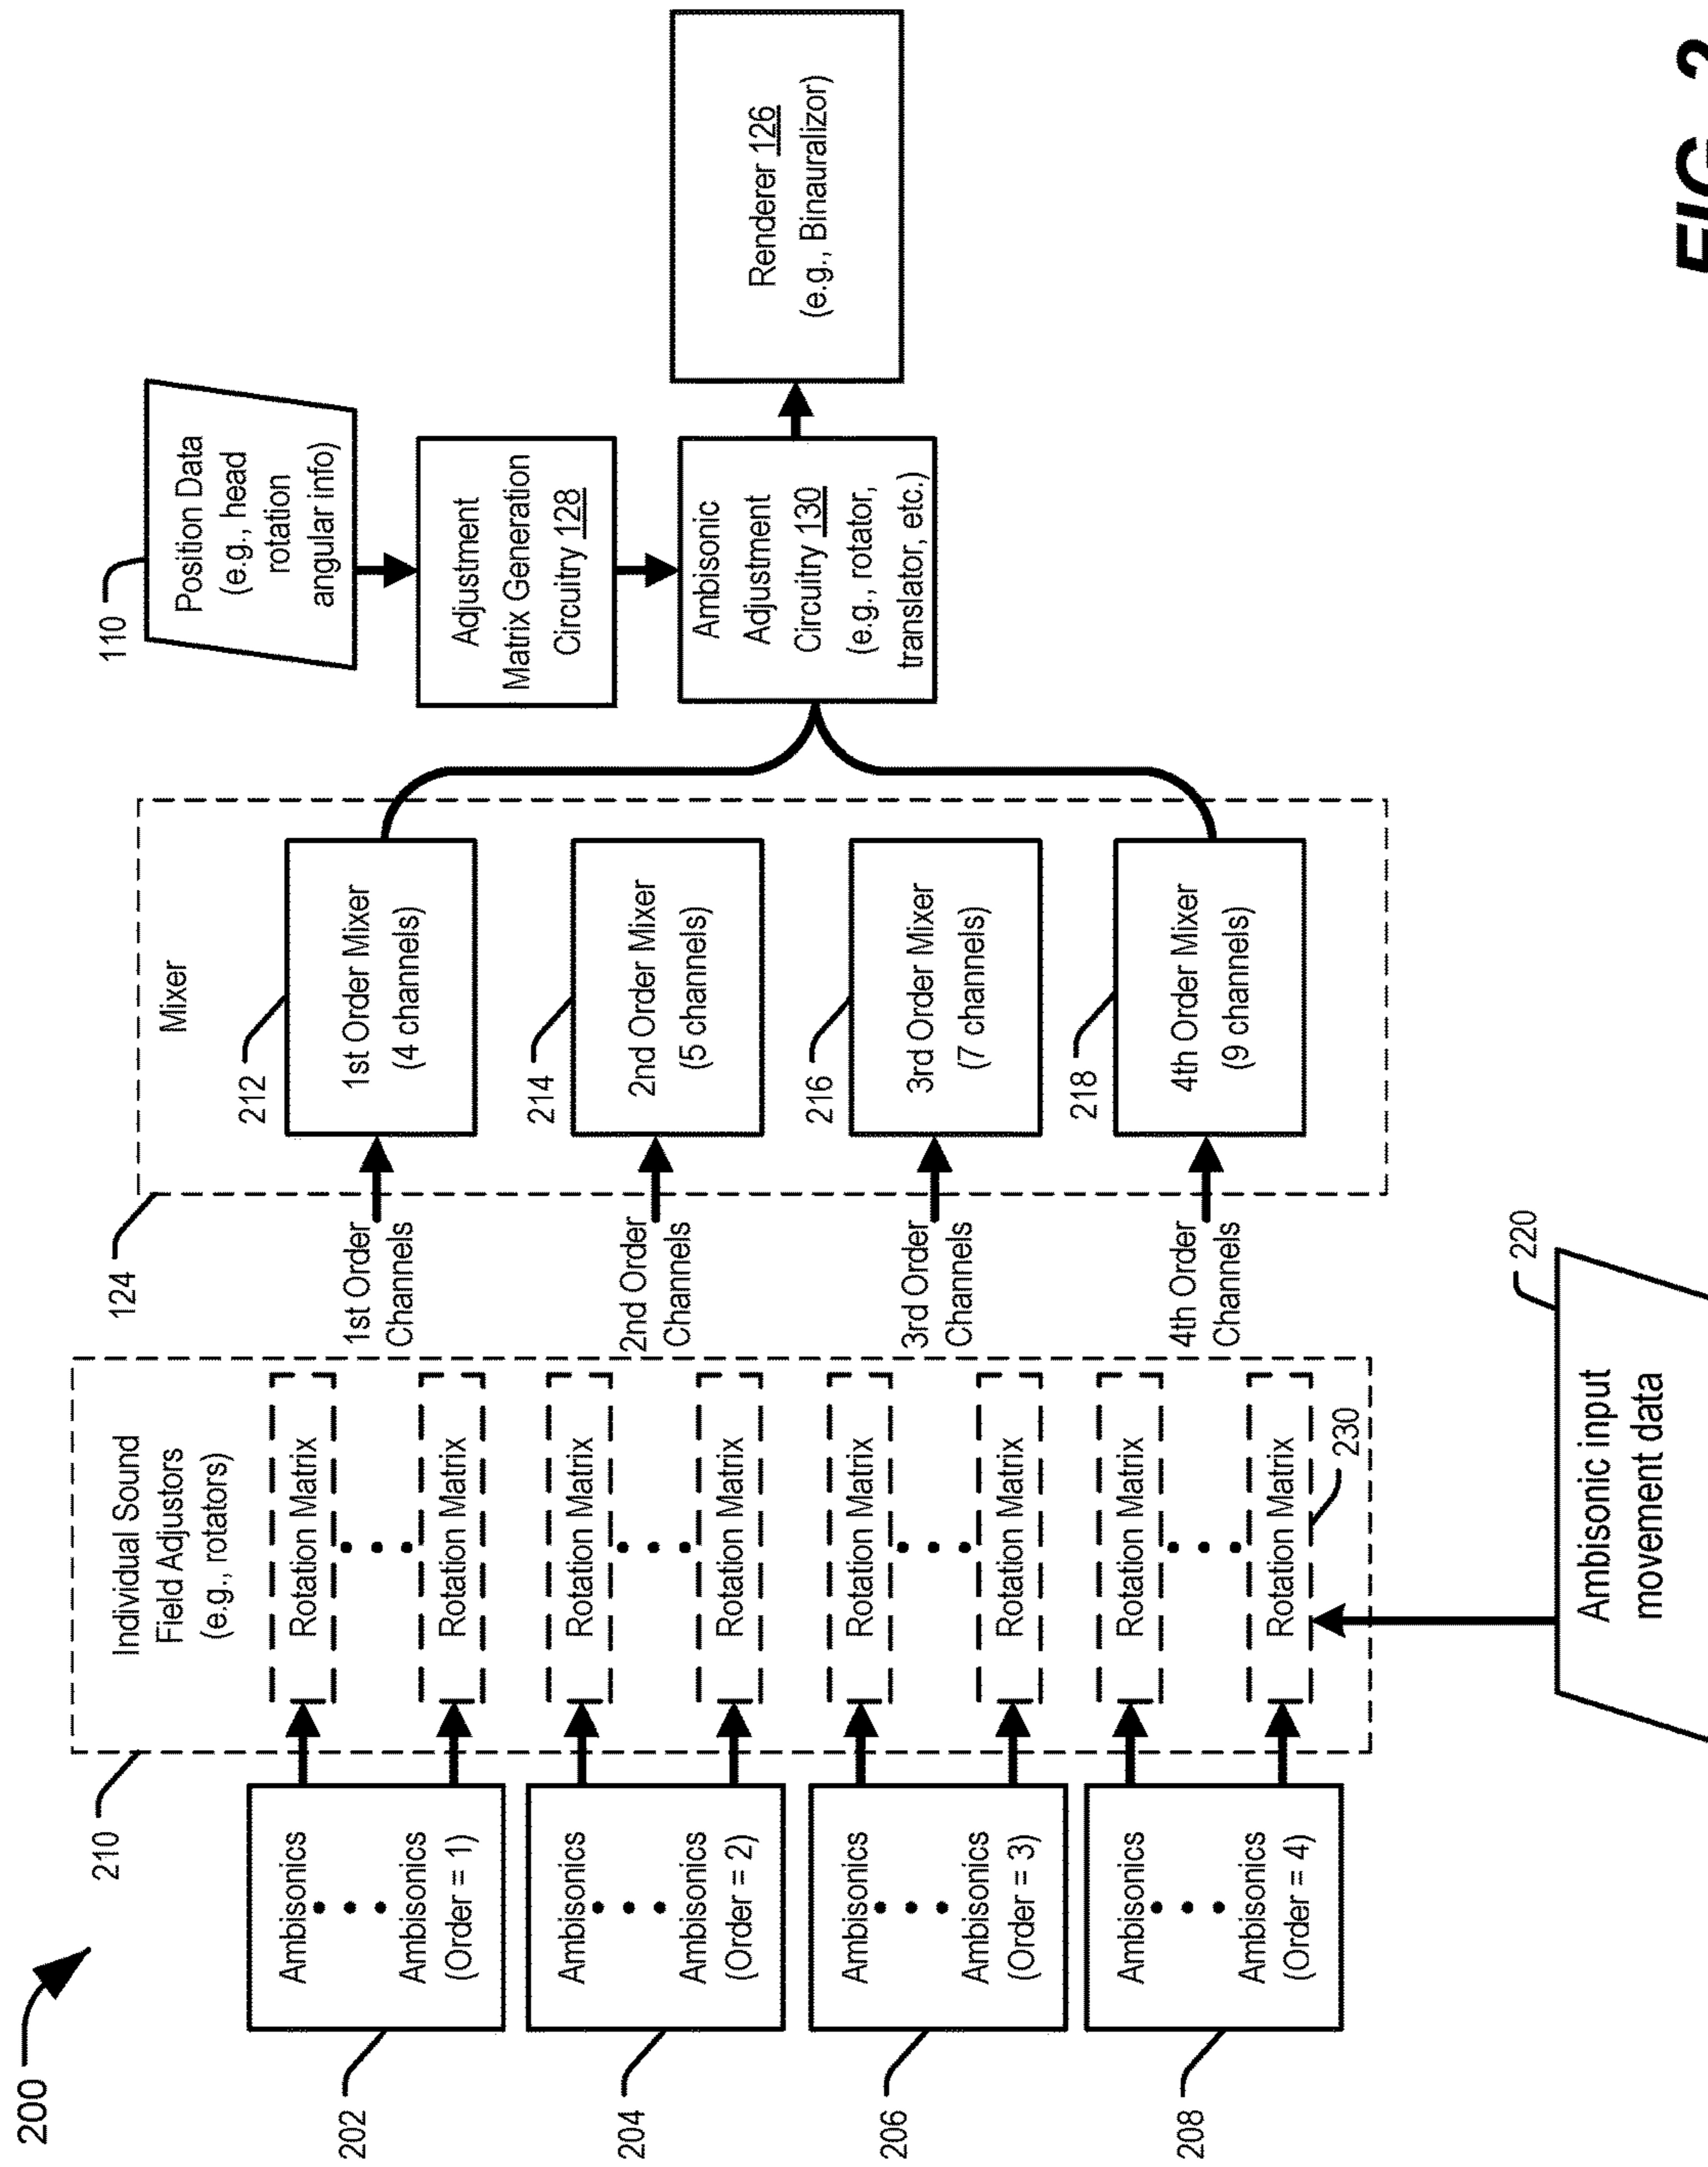 200
210
Individual Sound
Field Adjustors
(e.g., rotators)
124
Mixer
110
Position Data
(e.g., head
rotation
angular info)
Adjustment
Matrix Generation
Circuitry 128
Ambisonic
Adjustment
Circuitry 130
(e.g., rotator,
translator, etc.)
Renderer 126
(e.g., Binauralizor)
202
Ambisonics
Ambisonics
(Order = 1)
Rotation Matrix
Rotation Matrix
1st Order
Channels
212
1st Order Mixer
(4 channels)
204
Ambisonics
Ambisonics
(Order = 2)
Rotation Matrix
Rotation Matrix
2nd Order
Channels
214
2nd Order Mixer
(5 channels)
206
Ambisonics
Ambisonics
(Order = 3)
Rotation Matrix
Rotation Matrix
3rd Order
Channels
216
3rd Order Mixer
(7 channels)
208
Ambisonics
Ambisonics
(Order = 4)
Rotation Matrix
Rotation Matrix
230
4th Order
Channels
218
4th Order Mixer
(9 channels)
220
Ambisonic input
movement data
FIG. 2